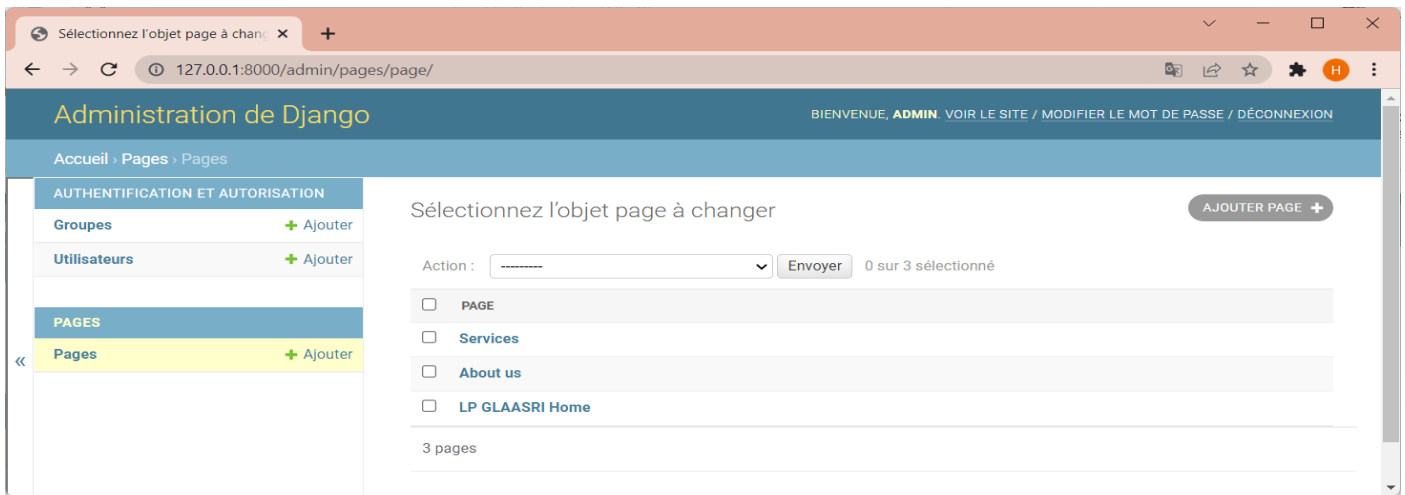 Sélectionnez l'objet page à chang
127.0.0.1:8000/admin/pages/page/
H
Administration de Django
BIENVENUE, ADMIN. VOIR LE SITE / MODIFIER LE MOT DE PASSE / DÉCONNEXION
Accueil › Pages › Pages
AUTHENTIFICATION ET AUTORISATION
Groupes + Ajouter
Utilisateurs + Ajouter
PAGES
Pages + Ajouter
«
Sélectionnez l'objet page à changer
AJOUTER PAGE +
Action : --------- Envoyer 0 sur 3 sélectionné
PAGE
Services
About us
LP GLAASRI Home
3 pages